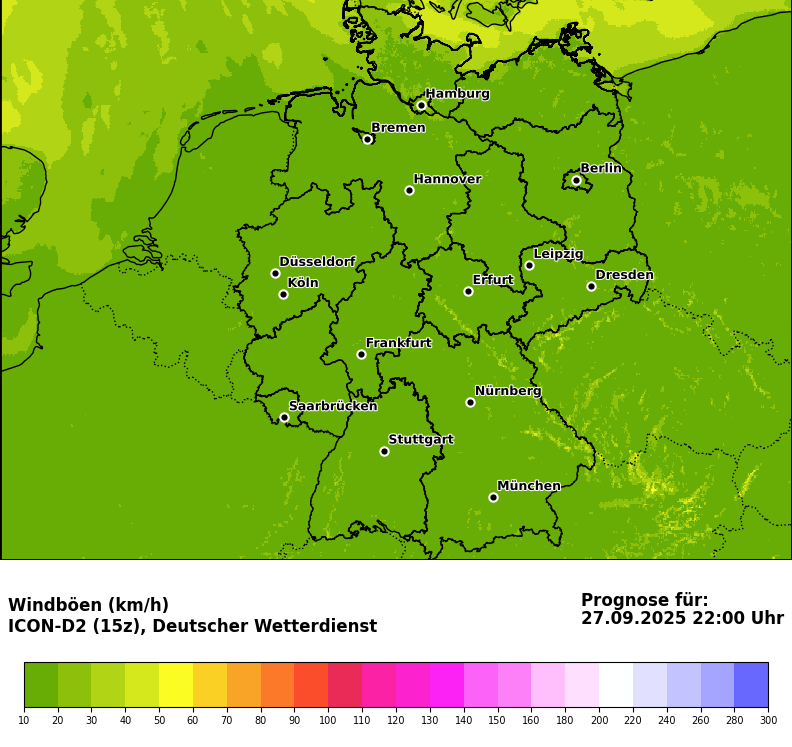 Hamburg
Bremen
Berlin
Hannover
Leipzig
Düsseldorf
Dresden
Köln
Erfurt
Frankfurt
Nürnberg
Saarbrücken
Stuttgart
München
Windböen (km/h)
ICON-D2 (15z), Deutscher Wetterdienst
Prognose für:
27.09.2025 22:00 Uhr
10 20 30 40 50 60 70 80 90 100 110 120 130 140 150 160 180 200 220 240 260 280 300